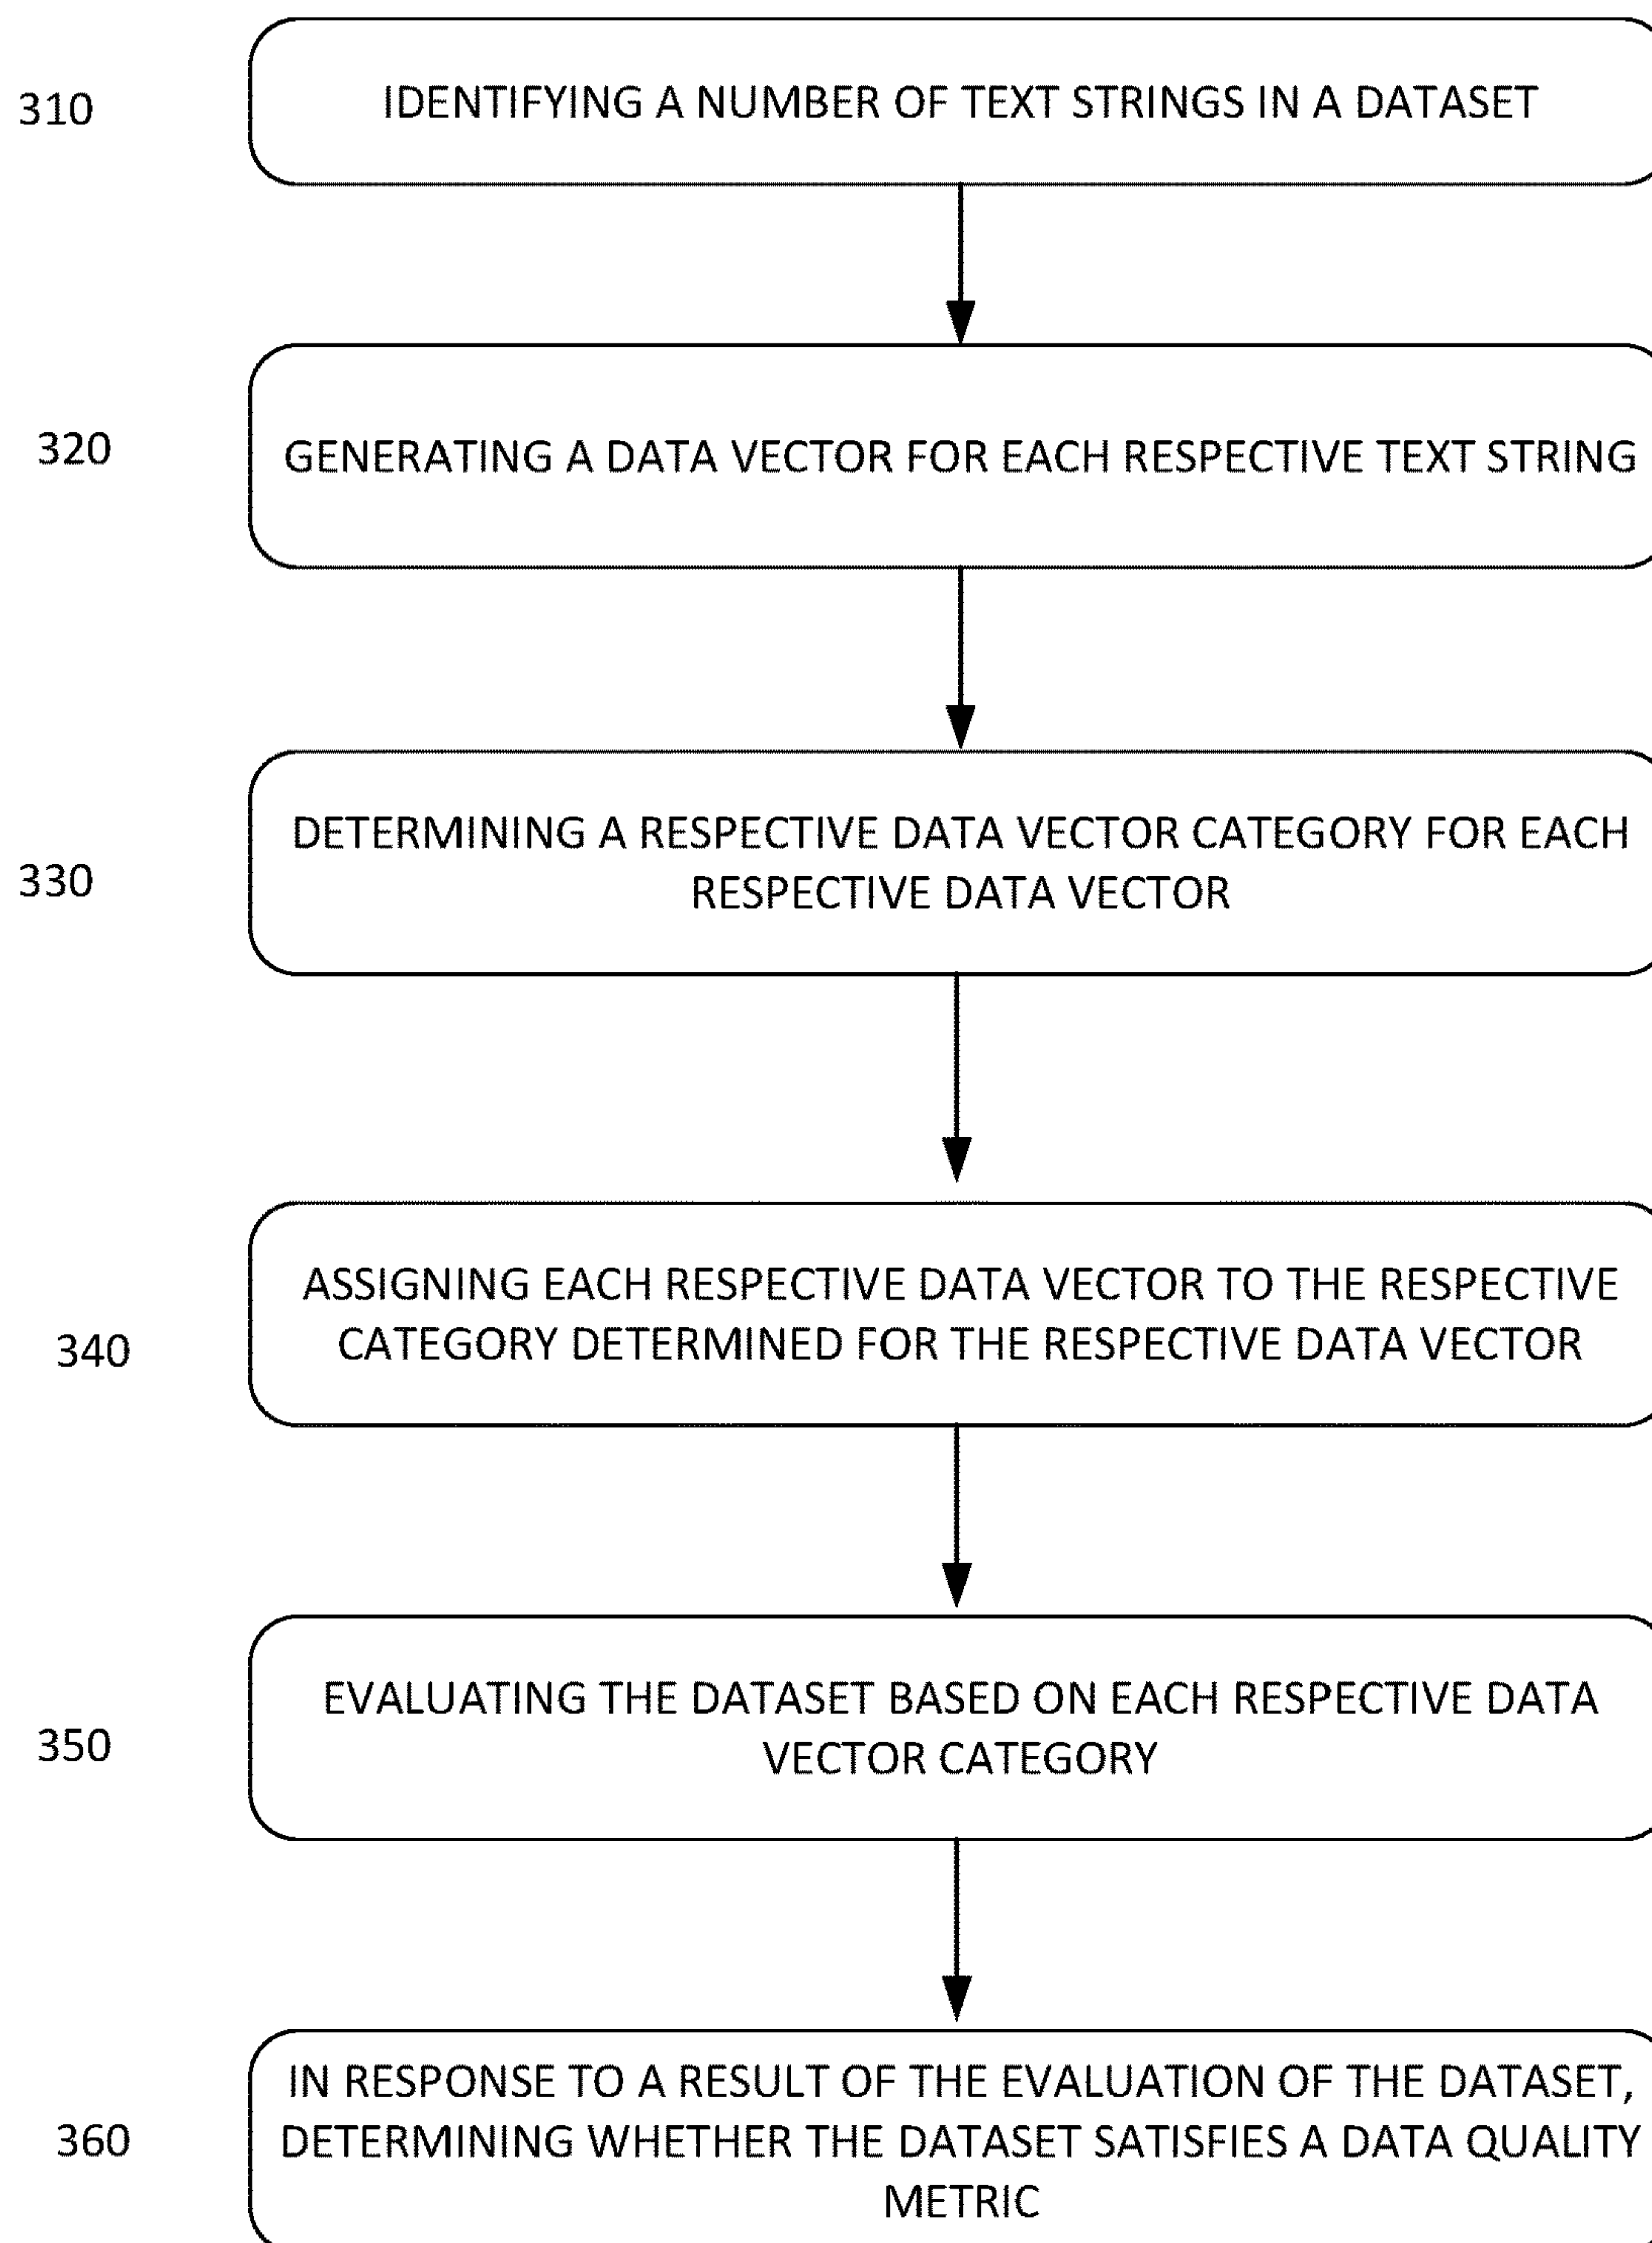 310
IDENTIFYING A NUMBER OF TEXT STRINGS IN A DATASET
320
GENERATING A DATA VECTOR FOR EACH RESPECTIVE TEXT STRING
330
DETERMINING A RESPECTIVE DATA VECTOR CATEGORY FOR EACH
RESPECTIVE DATA VECTOR
340
ASSIGNING EACH RESPECTIVE DATA VECTOR TO THE RESPECTIVE
CATEGORY DETERMINED FOR THE RESPECTIVE DATA VECTOR
350
EVALUATING THE DATASET BASED ON EACH RESPECTIVE DATA
VECTOR CATEGORY
360
IN RESPONSE TO A RESULT OF THE EVALUATION OF THE DATASET,
DETERMINING WHETHER THE DATASET SATISFIES A DATA QUALITY
METRIC